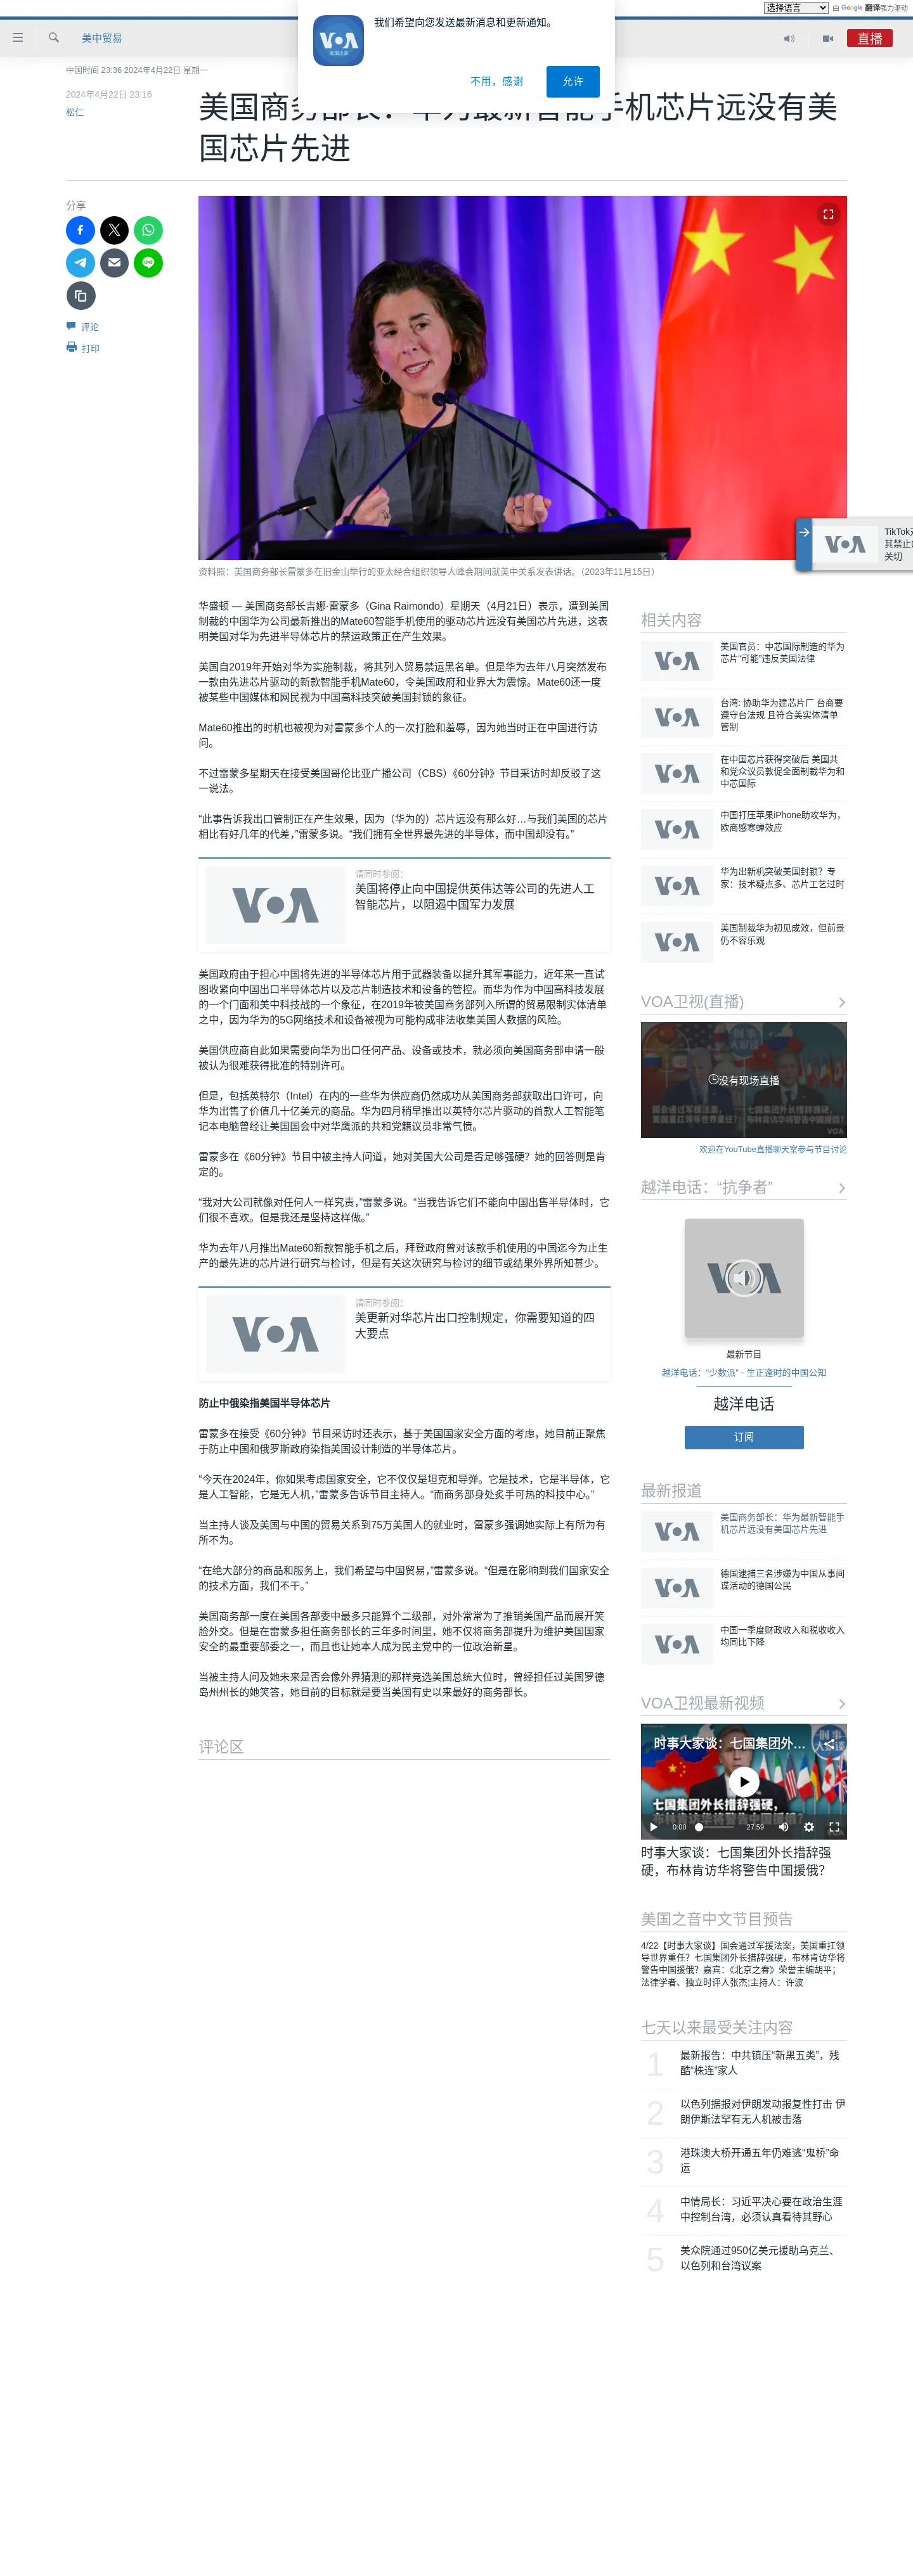 选择语言
由 Google 翻译强力驱动
我们希望向您发送最新消息和更新通知。
不用，感谢
允许
美中贸易
直播
中国时间 23:36 2024年4月22日 星期一
2024年4月22日 23:16
松仁
国芯片先进
分享
评论
打印
资料照：美国商务部长雷蒙多在旧金山举行的亚太经合组织领导人峰会期间就美中关系发表讲话。（2023年11月15日）
华盛顿 — 美国商务部长吉娜·雷蒙多（Gina Raimondo）星期天（4月21日）表示，遭到美国
制裁的中国华为公司最新推出的Mate60智能手机使用的驱动芯片远没有美国芯片先进，这表
明美国对华为先进半导体芯片的禁运政策正在产生效果。
美国自2019年开始对华为实施制裁，将其列入贸易禁运黑名单。但是华为去年八月突然发布
一款由先进芯片驱动的新款智能手机Mate60，令美国政府和业界大为震惊。Mate60还一度
被某些中国媒体和网民视为中国高科技突破美国封锁的象征。
Mate60推出的时机也被视为对雷蒙多个人的一次打脸和羞辱，因为她当时正在中国进行访
问。
不过雷蒙多星期天在接受美国哥伦比亚广播公司（CBS）《60分钟》节目采访时却反驳了这
一说法。
“此事告诉我出口管制正在产生效果，因为（华为的）芯片远没有那么好…与我们美国的芯片
相比有好几年的代差，”雷蒙多说。“我们拥有全世界最先进的半导体，而中国却没有。”
VOA
请同时参阅：
美国将停止向中国提供英伟达等公司的先进人工
智能芯片，以阻遏中国军力发展
美国政府由于担心中国将先进的半导体芯片用于武器装备以提升其军事能力，近年来一直试
图收紧向中国出口半导体芯片以及芯片制造技术和设备的管控。而华为作为中国高科技发展
的一个门面和美中科技战的一个象征，在2019年被美国商务部列入所谓的贸易限制实体清单
之中，因为华为的5G网络技术和设备被视为可能构成非法收集美国人数据的风险。
美国供应商自此如果需要向华为出口任何产品、设备或技术，就必须向美国商务部申请一般
被认为很难获得批准的特别许可。
但是，包括英特尔（Intel）在内的一些华为供应商仍然成功从美国商务部获取出口许可，向
华为出售了价值几十亿美元的商品。华为四月稍早推出以英特尔芯片驱动的首款人工智能笔
记本电脑曾经让美国国会中对华鹰派的共和党籍议员非常气愤。
雷蒙多在《60分钟》节目中被主持人问道，她对美国大公司是否足够强硬？她的回答则是肯
定的。
“我对大公司就像对任何人一样究责，”雷蒙多说。“当我告诉它们不能向中国出售半导体时，它
们很不喜欢。但是我还是坚持这样做。”
华为去年八月推出Mate60新款智能手机之后，拜登政府曾对该款手机使用的中国迄今为止生
产的最先进的芯片进行研究与检讨，但是有关这次研究与检讨的细节或结果外界所知甚少。
VOA
请同时参阅：
美更新对华芯片出口控制规定，你需要知道的四
大要点
防止中俄染指美国半导体芯片
雷蒙多在接受《60分钟》节目采访时还表示，基于美国国家安全方面的考虑，她目前正聚焦
于防止中国和俄罗斯政府染指美国设计制造的半导体芯片。
“今天在2024年，你如果考虑国家安全，它不仅仅是坦克和导弹。它是技术，它是半导体，它
是人工智能，它是无人机，”雷蒙多告诉节目主持人。“而商务部身处炙手可热的科技中心。”
当主持人谈及美国与中国的贸易关系到75万美国人的就业时，雷蒙多强调她实际上有所为有
所不为。
“在绝大部分的商品和服务上，我们希望与中国贸易，”雷蒙多说。“但是在影响到我们国家安全
的技术方面，我们不干。”
美国商务部一度在美国各部委中最多只能算个二级部，对外常常为了推销美国产品而展开笑
脸外交。但是在雷蒙多担任商务部长的三年多时间里，她不仅将商务部提升为维护美国国家
安全的最重要部委之一，而且也让她本人成为民主党中的一位政治新星。
当被主持人问及她未来是否会像外界猜测的那样竞选美国总统大位时，曾经担任过美国罗德
岛州州长的她笑答，她目前的目标就是要当美国有史以来最好的商务部长。
评论区
相关内容
美国官员：中芯国际制造的华为
芯片“可能”违反美国法律
台湾: 协助华为建芯片厂 台商要
遵守台法规 且符合美实体清单
管制
在中国芯片获得突破后 美国共
和党众议员敦促全面制裁华为和
中芯国际
中国打压苹果iPhone助攻华为，
欧商感寒蝉效应
华为出新机突破美国封锁？专
家：技术疑点多、芯片工艺过时
美国制裁华为初见成效，但前景
仍不容乐观
VOA卫视(直播)
没有现场直播
欢迎在YouTube直播聊天室参与节目讨论
越洋电话：“抗争者”
最新节目
越洋电话：“少数派” - 生正逢时的中国公知
越洋电话
订阅
最新报道
美国商务部长：华为最新智能手
机芯片远没有美国芯片先进
德国逮捕三名涉嫌为中国从事间
谍活动的德国公民
中国一季度财政收入和税收收入
均同比下降
VOA卫视最新视频
时事大家谈：七国集团外…
七国集团外长措辞强硬，
0:00
27:59
时事大家谈：七国集团外长措辞强
硬，布林肯访华将警告中国援俄？
美国之音中文节目预告
4/22【时事大家谈】国会通过军援法案，美国重扛领
导世界重任？七国集团外长措辞强硬，布林肯访华将
警告中国援俄？嘉宾：《北京之春》荣誉主编胡平；
法律学者、独立时评人张杰;主持人：许波
七天以来最受关注内容
1
最新报告：中共镇压“新黑五类”，残
酷“株连”家人
2
以色列据报对伊朗发动报复性打击 伊
朗伊斯法罕有无人机被击落
3
港珠澳大桥开通五年仍难逃“鬼桥”命
运
4
中情局长：习近平决心要在政治生涯
中控制台湾，必须认真看待其野心
5
美众院通过950亿美元援助乌克兰、
以色列和台湾议案